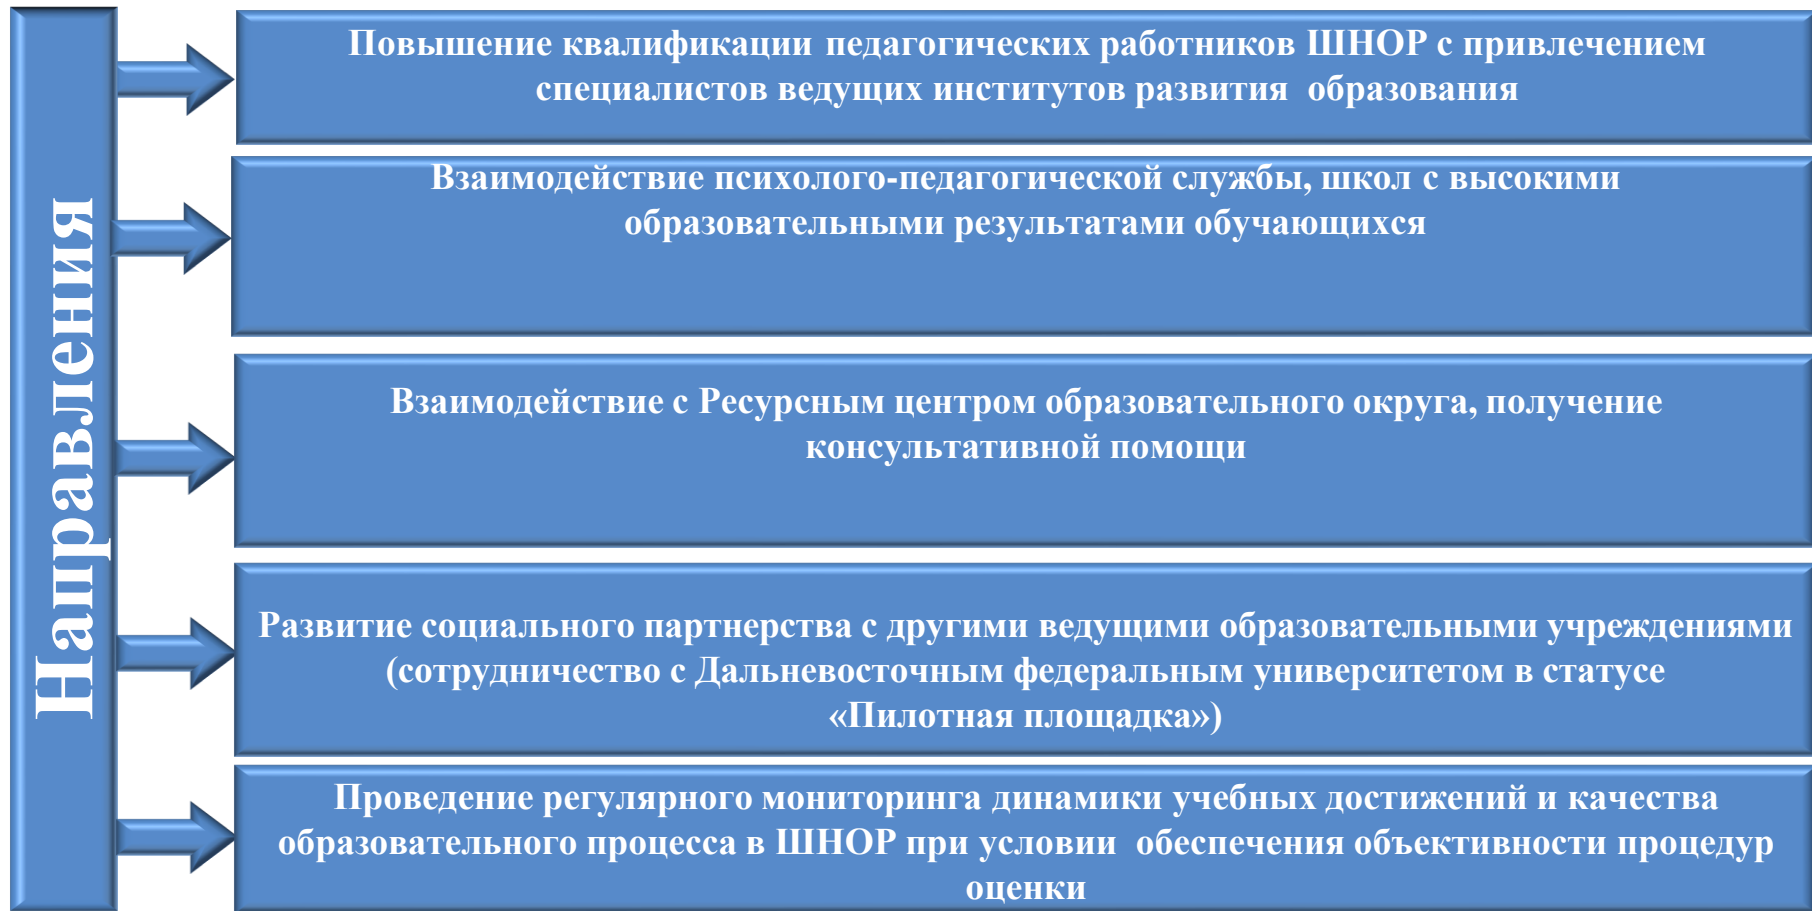 Направления
Повышение квалификации педагогических работников ШНОР с привлечением
специалистов ведущих институтов развития образования
Взаимодействие психолого-педагогической службы, школ с высокими
образовательными результатами обучающихся
Взаимодействие с Ресурсным центром образовательного округа, получение
консультативной помощи
Развитие социального партнерства с другими ведущими образовательными учреждениями
(сотрудничество с Дальневосточным федеральным университетом в статусе
«Пилотная площадка»)
Проведение регулярного мониторинга динамики учебных достижений и качества
образовательного процесса в ШНОР при условии обеспечения объективности процедур
оценки